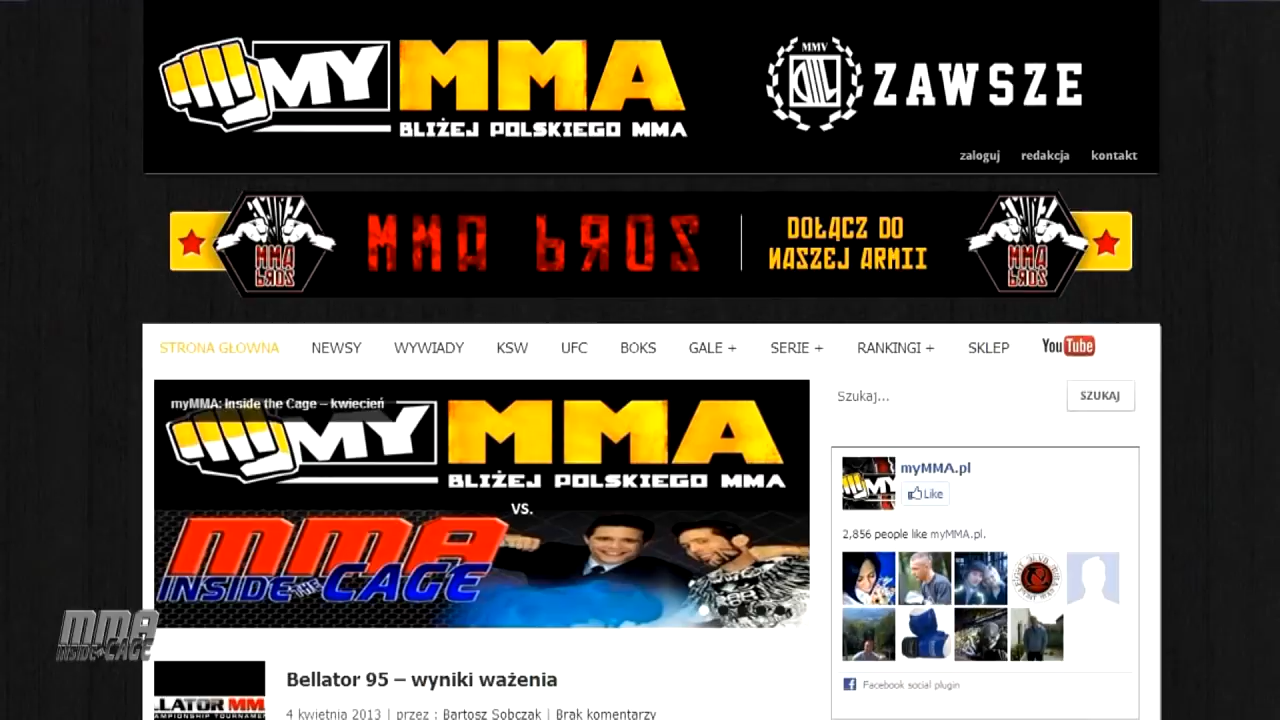 MY MMA
BLIŻEJ POLSKIEGO MMA
MMV
ZAWSZE
zaloguj redakcja kontakt
MMA bROS
MMA bROS
DOŁĄCZ DO
NASZEJ ARMII
MMA bROS
STRONA GŁOWNA NEWSY WYWIADY KSW UFC BOKS GALE + SERIE + RANKINGI + SKLEP YouTube
myMMA: Inside the Cage – kwiecień
MY MMA
BLIŻEJ POLSKIEGO MMA
VS.
MMA
INSIDE THE CAGE
Szukaj...
SZUKAJ
MY
myMMA.pl
Like
2,856 people like myMMA.pl.
Facebook social plugin
MMA
INSIDE THE CAGE
LLATOR MM
AMPIONSHIP TOURNAME
Bellator 95 – wyniki ważenia
4 kwietnia 2013 | przez : Bartosz Sobczak | Brak komentarzy